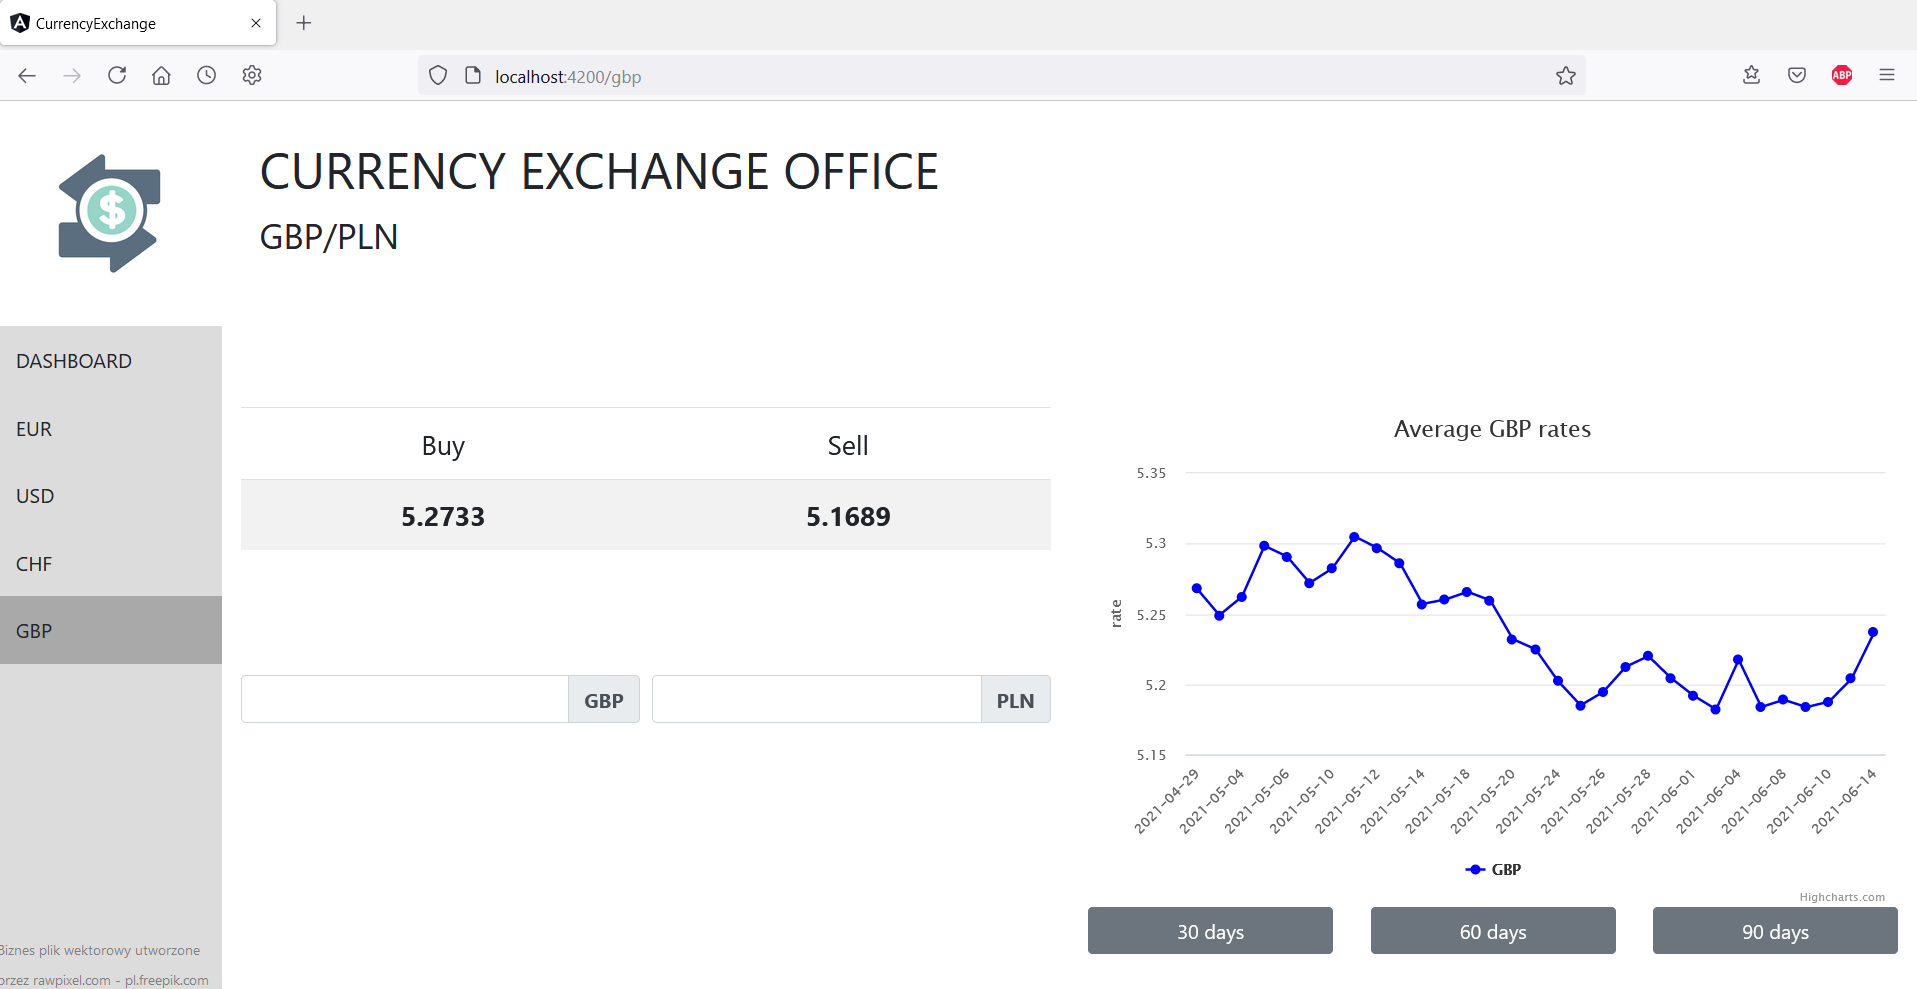 CurrencyExchange
localhost:4200/gbp
ABP
$
CURRENCY EXCHANGE OFFICE
GBP/PLN
DASHBOARD
EUR
USD
CHF
GBP
Biznes plik wektorowy utworzone
przez rawpixel.com - pl.freepik.com
Buy Sell
5.2733 5.1689
GBP PLN
Average GBP rates
rate
5.35
5.3
5.25
5.2
5.15
2021-04-29
2021-05-04
2021-05-06
2021-05-10
2021-05-12
2021-05-14
2021-05-18
2021-05-20
2021-05-24
2021-05-26
2021-05-28
2021-06-01
2021-06-04
2021-06-08
2021-06-10
2021-06-14
GBP
Highcharts.com
30 days 60 days 90 days